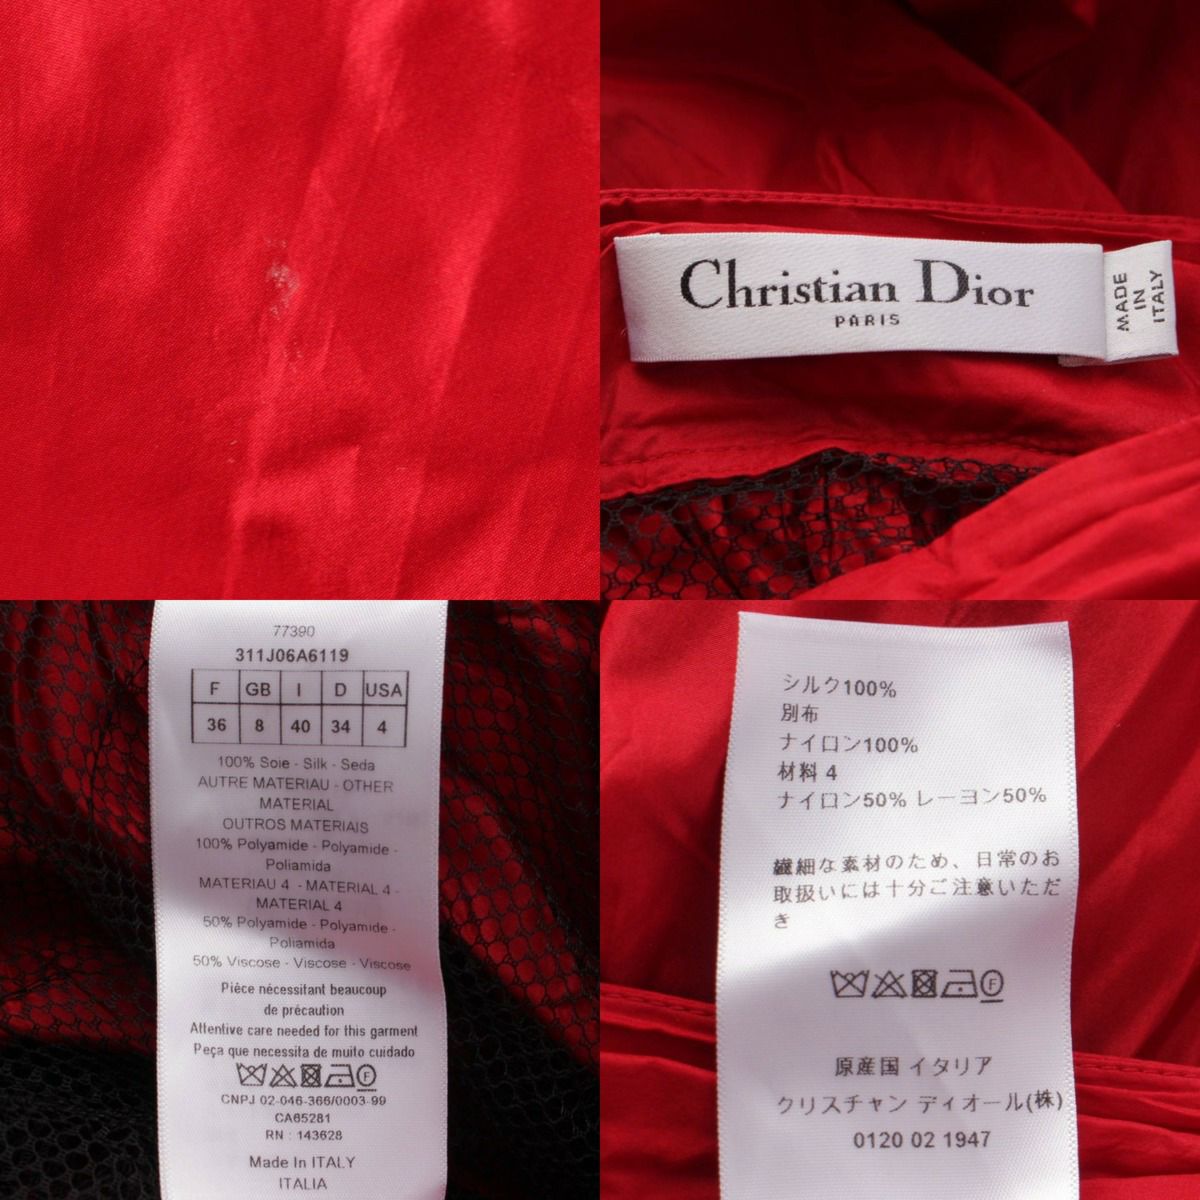 Christian Dior
PARIS
MADE
IN
ITALY
77390
311J06A6119
F GB I D USA
36 8 40 34 4
100% Soie - Silk - Seda
AUTRE MATERIAU - OTHER
MATERIAL
OUTROS MATERIAIS
100% Polyamide - Polyamide -
Poliamida
MATERIAU 4 - MATERIAL 4 -
MATERIAL 4
50% Polyamide - Polyamide -
Poliamida
50% Viscose - Viscose - Viscose
Pièce nécessitant beaucoup
de précaution
Attentive care needed for this garment
Peça que necessita de muito cuidado
F
CNPJ 02-046-366/0003-99
CA65281
RN : 143628
Made In ITALY
ITALIA
シルク100%
別布
ナイロン100%
材料 4
ナイロン50% レーヨン50%
繊細な素材のため、日常のお
取扱いには十分ご注意いただ
き
F
原産国 イタリア
クリスチャン ディオール(株)
0120 02 1947